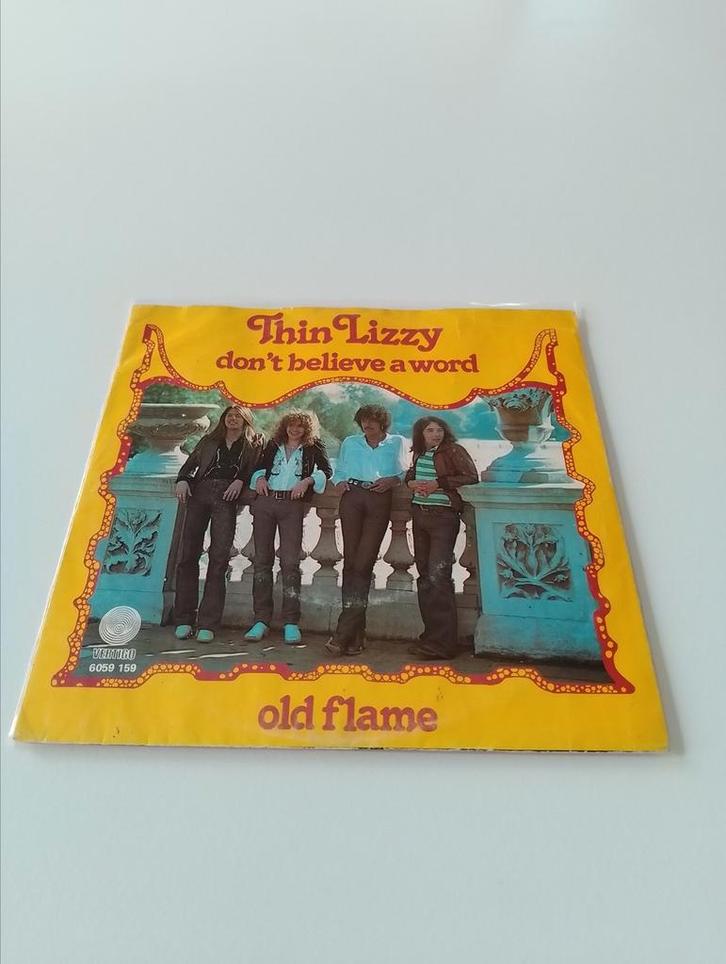 Thin Lizzy
don't believe a word
VERTIGO
6059 159
old flame